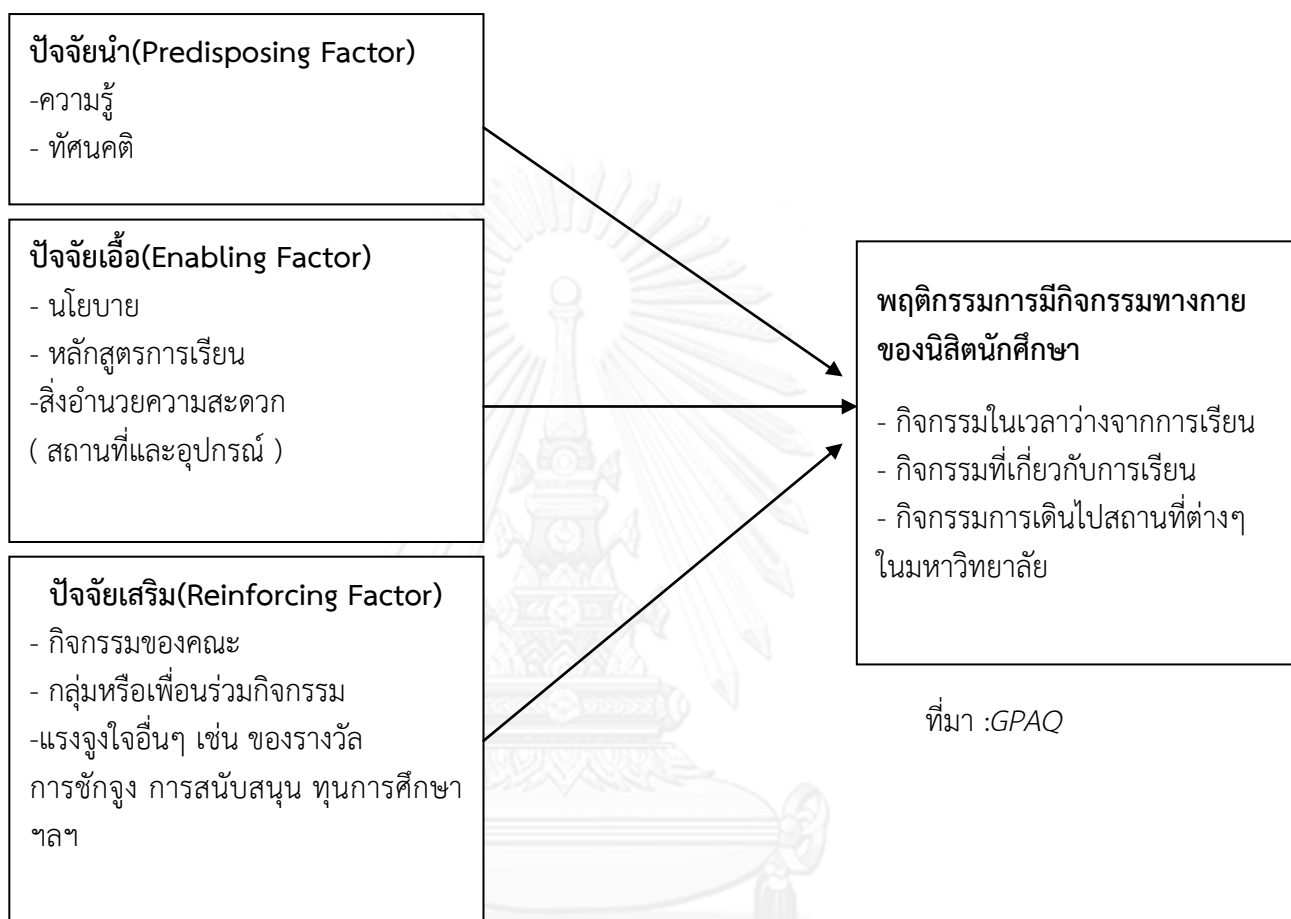 ปัจจัยนำ(Predisposing Factor)
-ความรู้
- ทัศนคติ
ปัจจัยเอื้อ(Enabling Factor)
- นโยบาย
- หลักสูตรการเรียน
-สิ่งอำนวยความสะดวก
( สถานที่และอุปกรณ์ )
ปัจจัยเสริม(Reinforcing Factor)
- กิจกรรมของคณะ
- กลุ่มหรือเพื่อนร่วมกิจกรรม
-แรงจูงใจอื่นๆ เช่น ของรางวัล
การชักจูง การสนับสนุน ทุนการศึกษา
ฯลฯ
พฤติกรรมการมีกิจกรรมทางกาย
ของนิสิตนักศึกษา
- กิจกรรมในเวลาว่างจากการเรียน
- กิจกรรมที่เกี่ยวกับการเรียน
- กิจกรรมการเดินไปสถานที่ต่างๆ
ในมหาวิทยาลัย
ที่มา :GPAQ